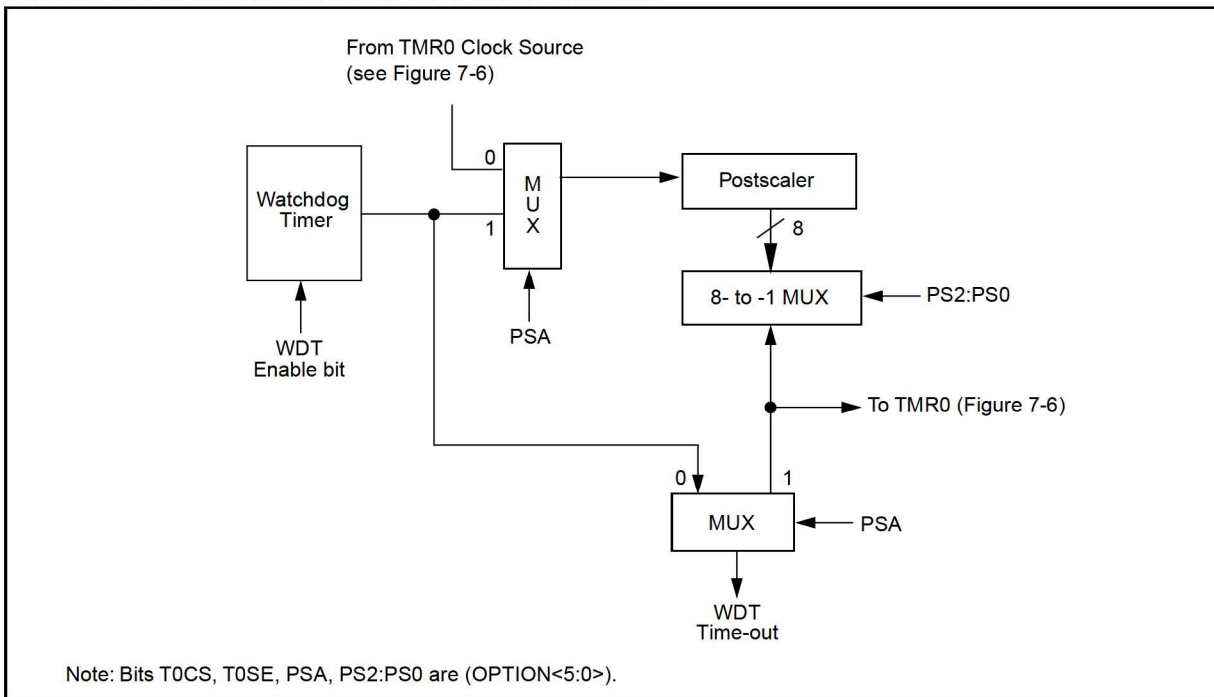 From TMR0 Clock Source
(see Figure 7-6)
0
M
U
X
1
Watchdog
Timer
Postscaler
8
8- to -1 MUX
PS2:PS0
PSA
WDT
Enable bit
To TMR0 (Figure 7-6)
0
1
MUX
PSA
WDT
Time-out
Note: Bits T0CS, T0SE, PSA, PS2:PS0 are (OPTION<5:0>).